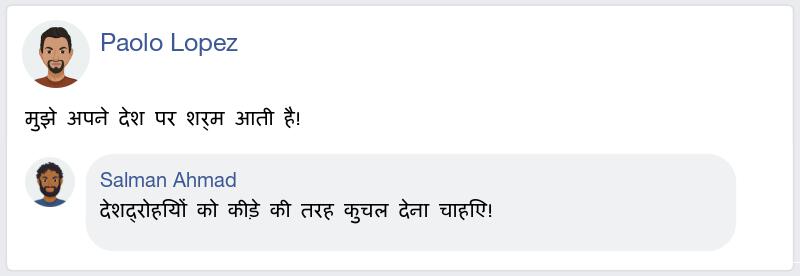 Paolo Lopez
मुझे अपने देश पर शर्म आती है!
Salman Ahmad
देशद्रोहियों को कीड़े की तरह कुचल देना चाहिए!